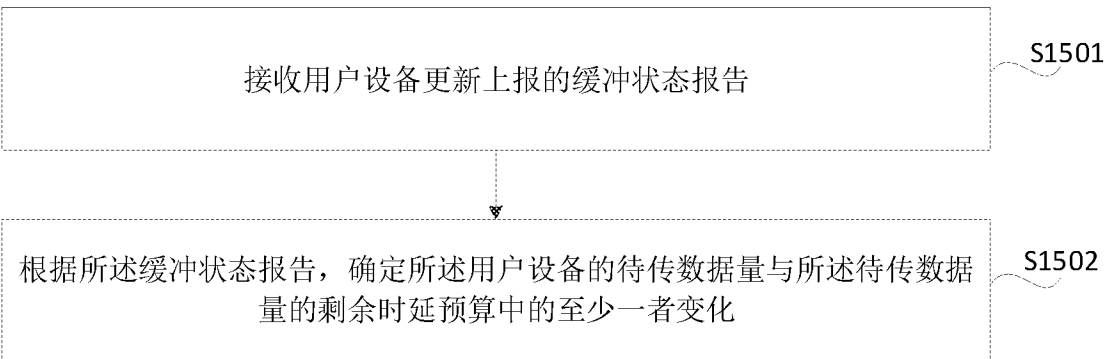 接收用户设备更新上报的缓冲状态报告
S1501
根据所述缓冲状态报告，确定所述用户设备的待传数据量与所述待传数据
量的剩余时延预算中的至少一者变化
S1502